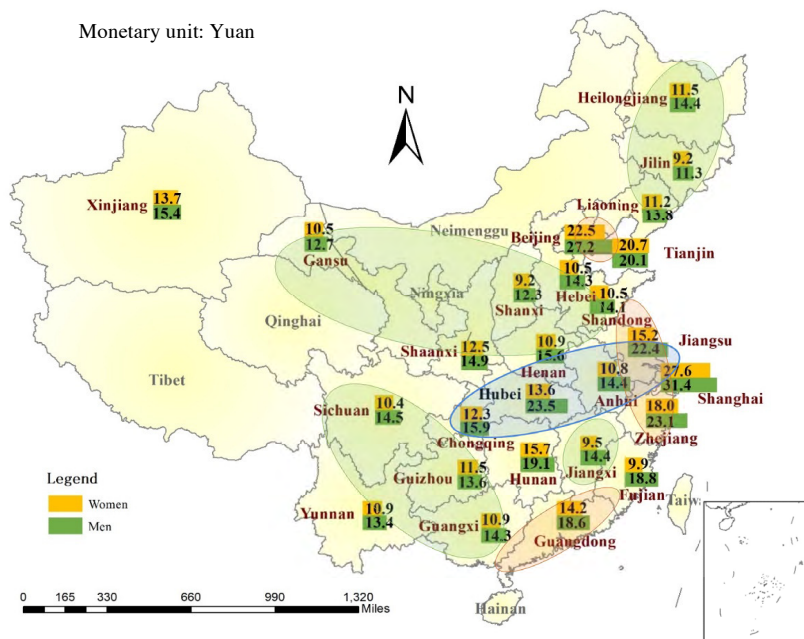 Monetary unit: Yuan
N
Heilongjiang
11.5
14.4
Jilin
9.2
11.3
Liaoning
11.2
13.8
Xinjiang
13.7
15.4
10.5
12.7
Gansu
Neimenggu
Beijing
22.5
27.2
20.7
20.1
Tianjin
10.5
14.3
Hebei
9.2
12.3
Shanxi
Ningxia
Qinghai
10.5
14.1
Shandong
15.2
22.4
Jiangsu
Shaanxi
12.5
14.9
10.9
15.6
Henan
Tibet
Hubei
13.6
23.5
10.8
14.4
Anhui
27.6
31.4
Shanghai
Sichuan
10.4
14.5
12.3
15.9
Chongqing
18.0
23.1
Zhejiang
Legend
Women
Men
Guizhou
11.5
13.6
15.7
19.1
Hunan
9.5
14.4
Jiangxi
9.9
18.8
Fujian
Taiw
Yunnan
10.9
13.4
Guangxi
10.9
14.3
14.2
18.6
Guangdong
Hainan
0 165 330 660 990 1,320
Miles